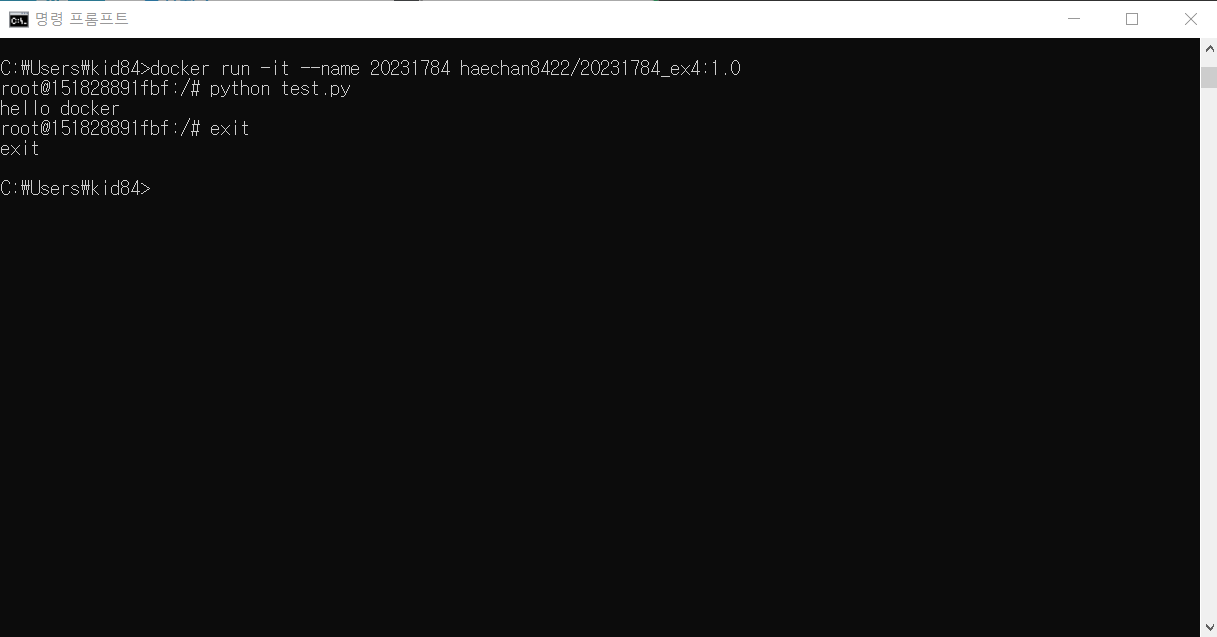 명령 프롬프트
C:₩Users₩kid84>docker run -it --name 20231784 haechan8422/20231784_ex4:1.0
root@151828891fbf:/# python test.py
hello docker
root@151828891fbf:/# exit
exit
C:₩Users₩kid84>